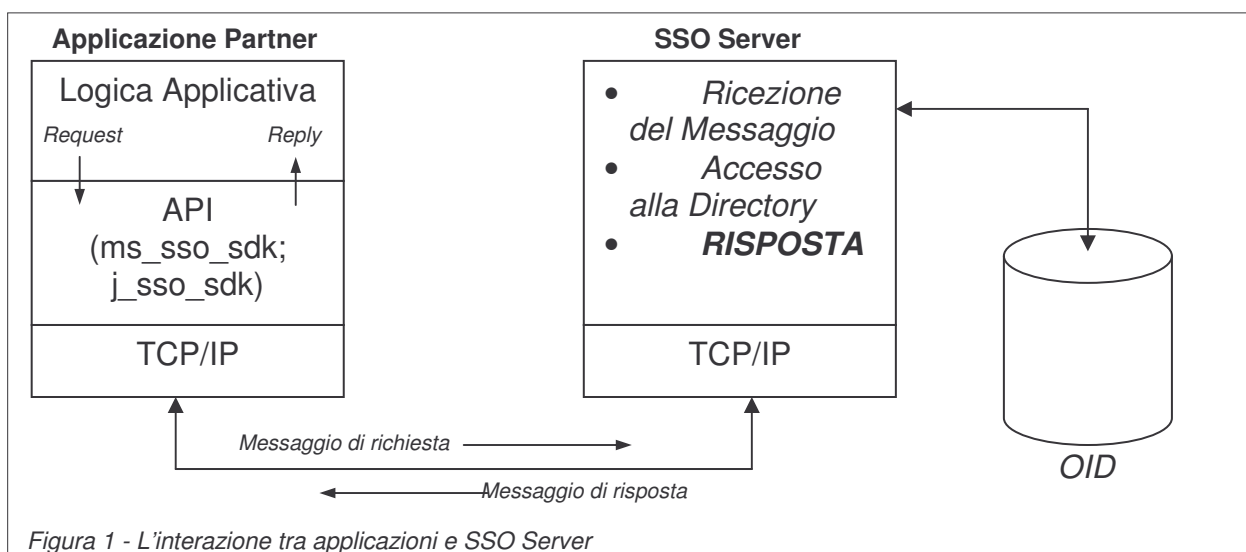 Applicazione Partner
Logica Applicativa
Request
Reply
API
(ms_sso_sdk;
j_sso_sdk)
TCP/IP
SSO Server
• Ricezione
del Messaggio
• Accesso
alla Directory
• RISPOSTA
TCP/IP
OID
Messaggio di richiesta
Messaggio di risposta
Figura 1 - L'interazione tra applicazioni e SSO Server